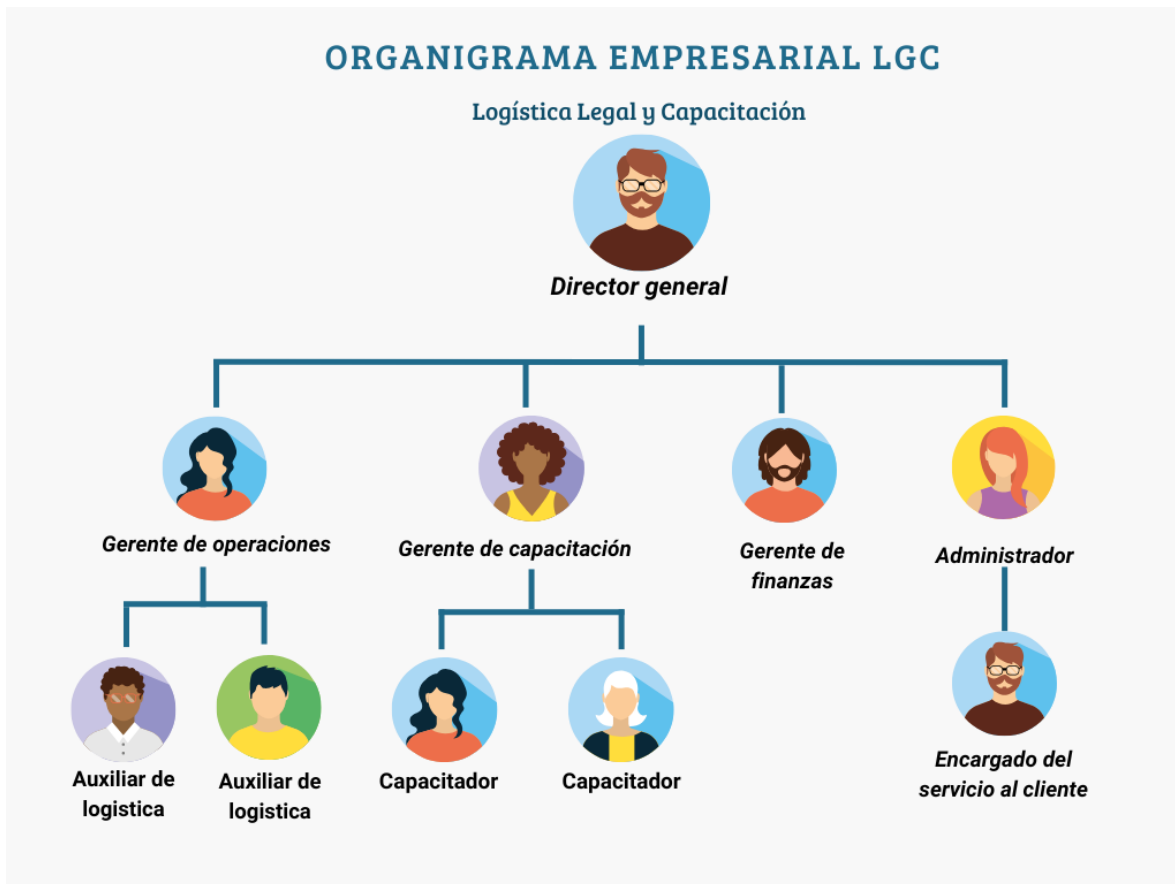 ORGANIGRAMA EMPRESARIAL LGC
Logística Legal y Capacitación
Director general
Gerente de operaciones
Gerente de capacitación
Gerente de
finanzas
Administrador
Auxiliar de
logistica
Auxiliar de
logistica
Capacitador
Capacitador
Encargado del
servicio al cliente